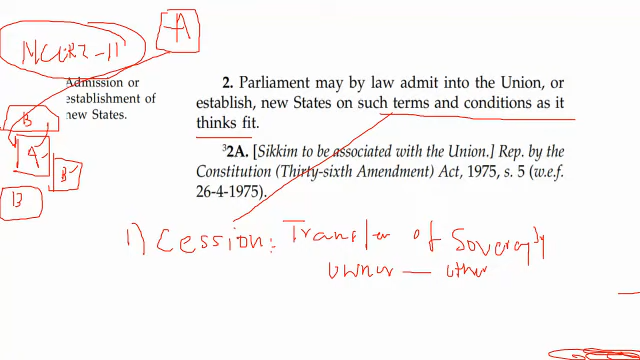 A
NCERT-11
Admission or
establishment of
new States.
2. Parliament may by law admit into the Union, or
establish, new States on such terms and conditions as it
thinks fit.
³2A. [Sikkim to be associated with the Union.] Rep. by the
Constitution (Thirty-sixth Amendment) Act, 1975, s. 5 (w.e.f.
26-4-1975).
B
A
B
B
1) Cession: Transfer of Soveragty
owner — other